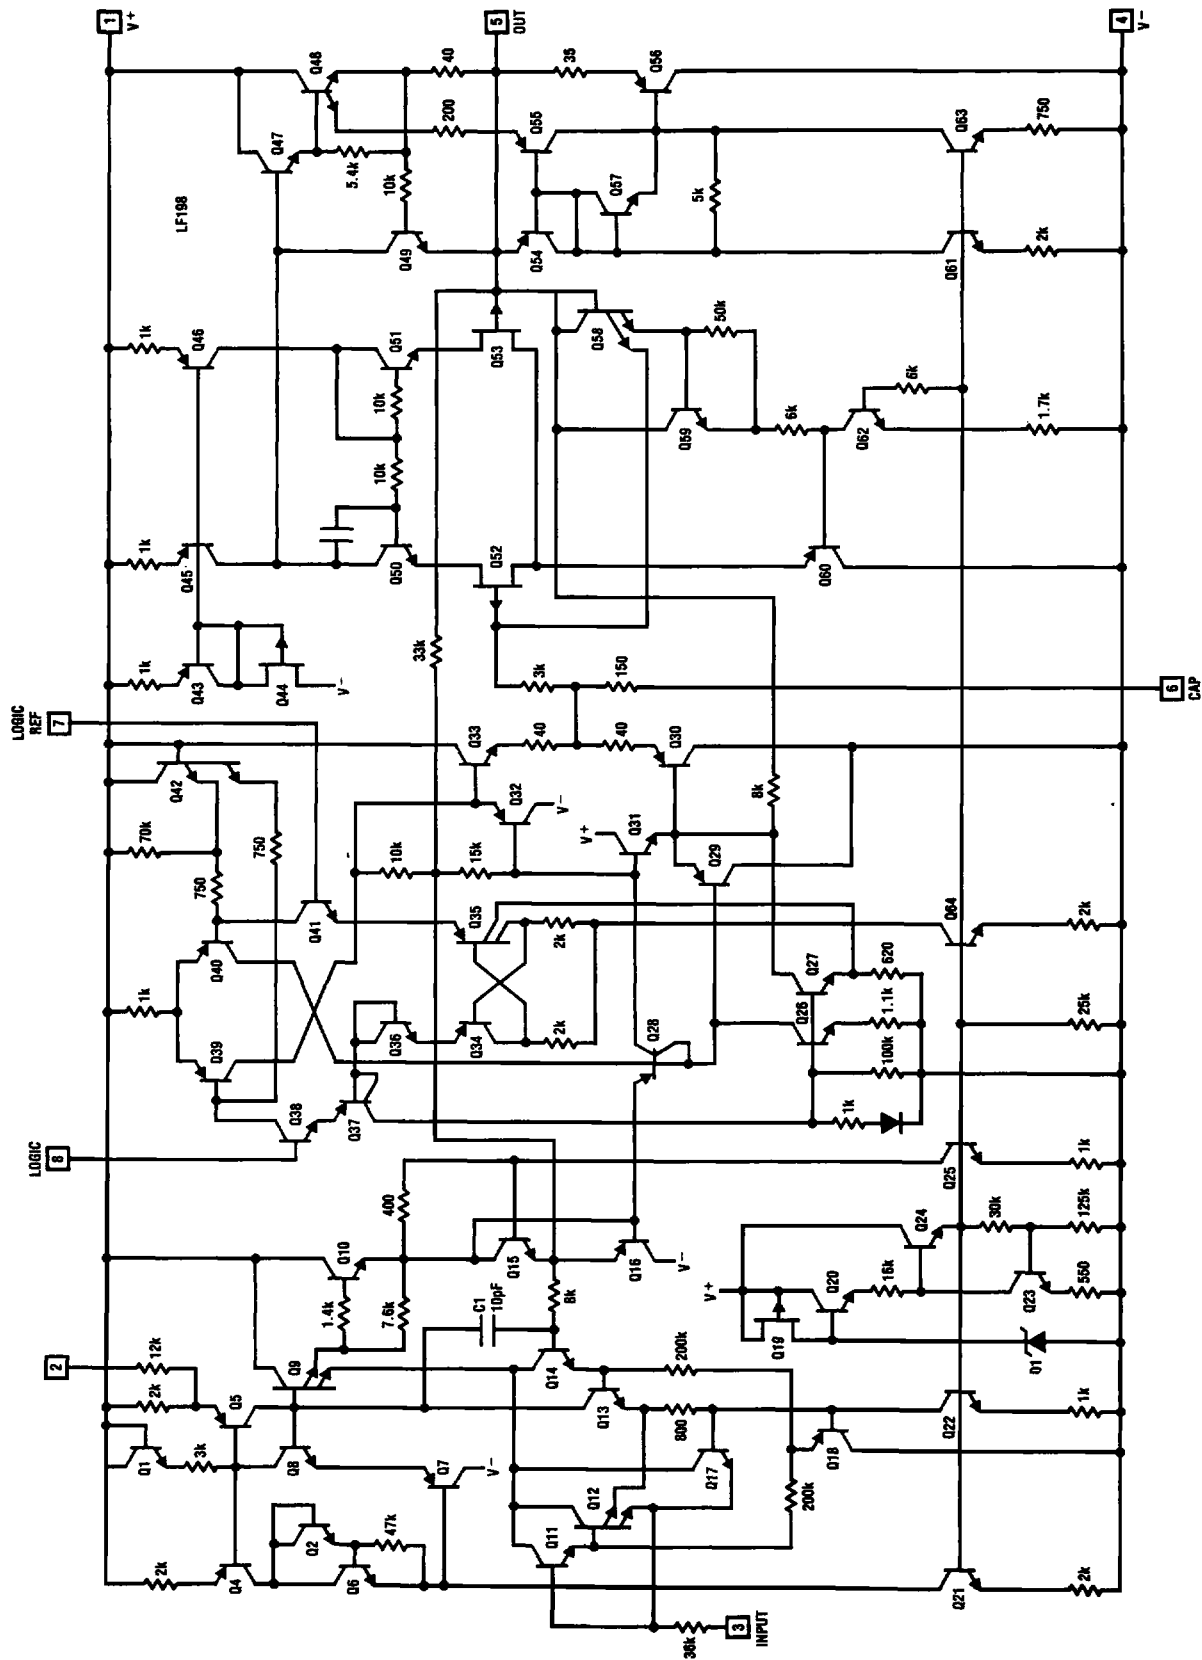 2
LOGIC
8
LOGIC
REF
7
1
V+
2k
Q1
3k
2k
12k
1k
70k
Q42
750
750
1k
1k
1k
Q4
Q5
Q39
Q40
Q43
Q45
Q46
LF198
Q2
Q6
47k
Q8
Q9
1.4k
Q10
7.6k
400
Q38
Q37
Q36
Q41
Q44
V-
Q47
Q48
5.4k
10k
Q7
V-
C1
10pF
10k
33k
10k
10k
Q50
Q51
Q49
200
40
Q11
Q12
Q14
8k
Q15
Q34
Q35
15k
Q32
V-
Q33
40
3k
Q52
Q53
5
OUT
Q13
Q16
V-
2k
2k
40
150
Q54
Q55
35
36k
3
INPUT
Q17
800
200k
Q28
Q31
V+
Q30
Q58
Q57
Q56
200k
Q18
V+
Q29
8k
50k
Q59
5k
Q19
Q20
16k
Q26
Q27
6k
Q60
Q62
6k
1k
100k
1.1k
620
Q21
Q22
Q24
Q25
Q64
Q61
Q63
D1
Q23
30k
2k
1k
550
125k
1k
25k
2k
1.7k
2k
750
6
CAP
4
V-